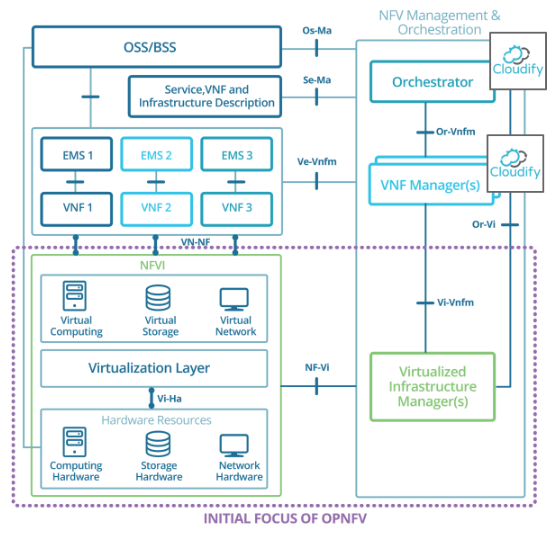 NFV Management &
Orchestration
OSS/BSS
Os-Ma
Cloudify
Orchestrator
Service,VNF and
Infrastructure Description
Se-Ma
Or-Vnfm
EMS 1
EMS 2
EMS 3
Ve-Vnfm
VNF Manager(s)
Cloudify
VNF 1
VNF 2
VNF 3
Or-Vi
VN-NF
NFVI
Virtual
Computing
Virtual
Storage
Virtual
Network
Vi-Vnfm
Virtualization Layer
NF-Vi
Virtualized
Infrastructure
Manager(s)
Vi-Ha
Hardware Resources
Computing
Hardware
Storage
Hardware
Network
Hardware
INITIAL FOCUS OF OPNFV